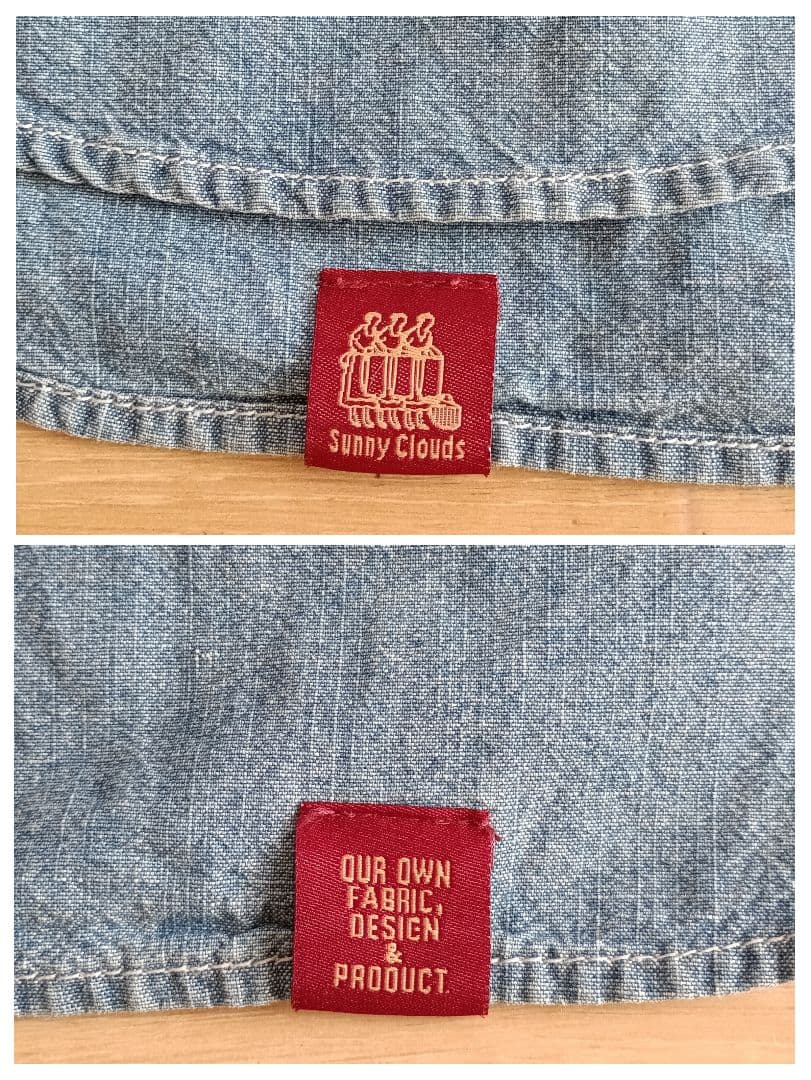 Sunny Clouds
OUR OWN
FABRIC,
DESIGN
&
PRODUCT.